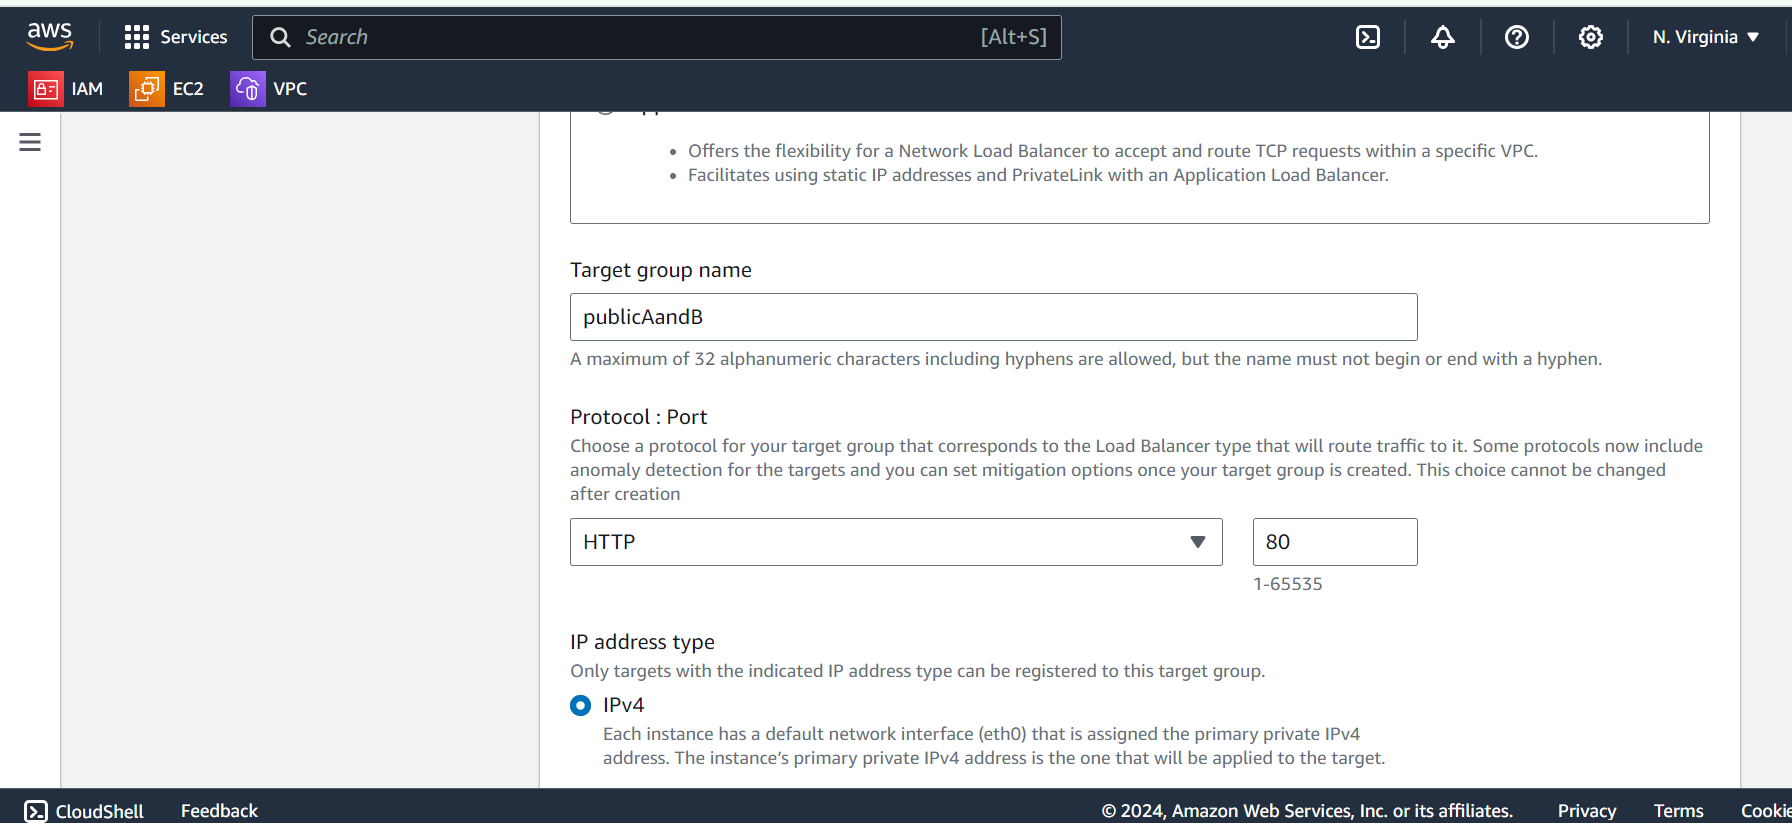 aws
Services
Search
[Alt+S]
N. Virginia
IAM
EC2
VPC
Offers the flexibility for a Network Load Balancer to accept and route TCP requests within a specific VPC.
Facilitates using static IP addresses and PrivateLink with an Application Load Balancer.
Target group name
publicAandB
A maximum of 32 alphanumeric characters including hyphens are allowed, but the name must not begin or end with a hyphen.
Protocol : Port
Choose a protocol for your target group that corresponds to the Load Balancer type that will route traffic to it. Some protocols now include
anomaly detection for the targets and you can set mitigation options once your target group is created. This choice cannot be changed
after creation
HTTP
80
1-65535
IP address type
Only targets with the indicated IP address type can be registered to this target group.
IPv4
Each instance has a default network interface (eth0) that is assigned the primary private IPv4
address. The instance’s primary private IPv4 address is the one that will be applied to the target.
CloudShell
Feedback
© 2024, Amazon Web Services, Inc. or its affiliates.
Privacy
Terms
Cookie